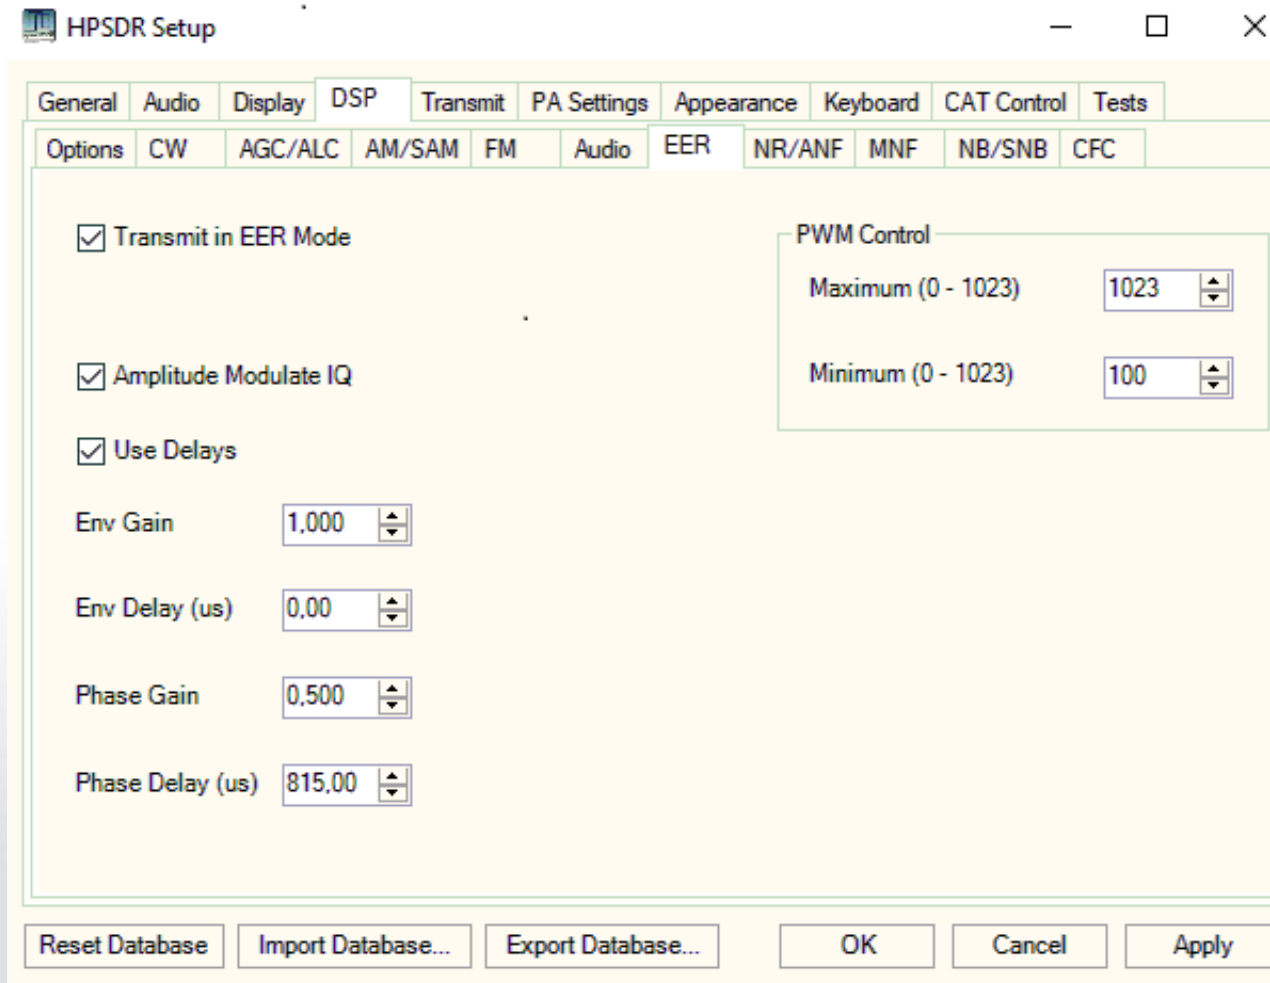 HPSDR Setup
General Audio Display DSP Transmit PA Settings Appearance Keyboard CAT Control Tests
Options CW AGC/ALC AM/SAM FM Audio EER NR/ANF MNF NB/SNB CFC
Transmit in EER Mode
PWM Control
Maximum (0 - 1023) 1023
Amplitude Modulate IQ
Minimum (0 - 1023) 100
Use Delays
Env Gain 1,000
Env Delay (us) 0,00
Phase Gain 0,500
Phase Delay (us) 815,00
Reset Database Import Database... Export Database... OK Cancel Apply